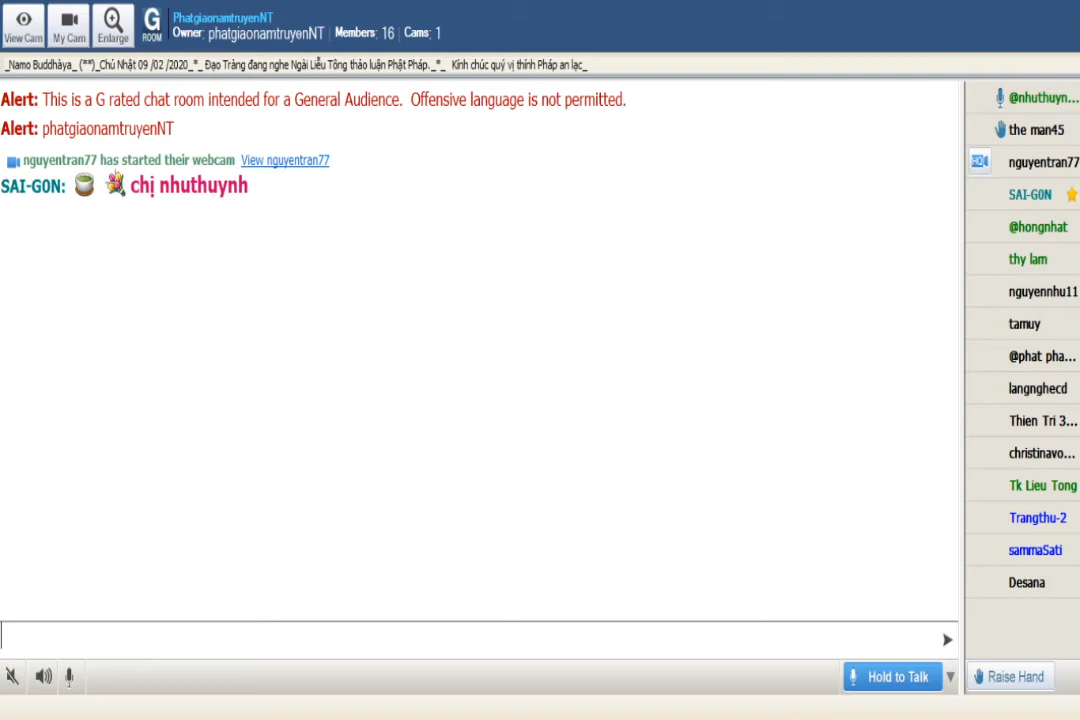 View Cam
My Cam
Enlarge
G
ROOM
PhatgiaonamtruyenNT
Owner: phatgiaonamtruyenNT | Members: 16 | Cams: 1
_Namo Buddhàya_ (**)_Chủ Nhật 09 /02 /2020_*_ Đạo Tràng đang nghe Ngài Liễu Tông thảo luận Phật Pháp._*_ Kính chúc quý vị thính Pháp an lạc_
Alert: This is a G rated chat room intended for a General Audience. Offensive language is not permitted.
Alert: phatgiaonamtruyenNT
nguyentran77 has started their webcam View nguyentran77
SAI-G0N: chị nhuthuynh
@nhuthuyn...
the man45
HD
nguyentran77
SAI-G0N
@hongnhat
thy lam
nguyennhu11
tamuy
@phat pha...
langnghecd
Thien Tri 3...
christinavo...
Tk Lieu Tong
Trangthu-2
sammaSati
Desana
Hold to Talk
Raise Hand